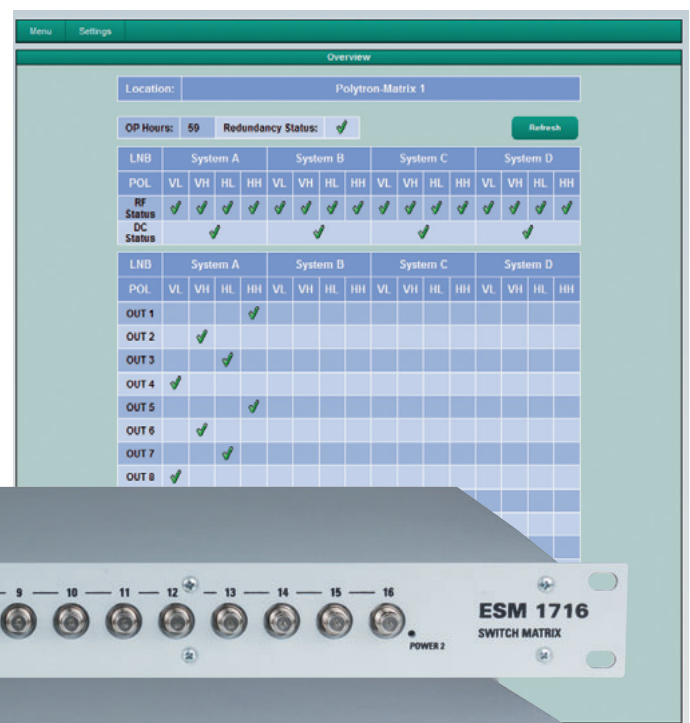 Menu Settings
Overview
Location: Polytron-Matrix 1
OP Hours: 59 Redundancy Status: Refresh
LNB System A System B System C System D
POL VL VH HL HH VL VH HL HH VL VH HL HH VL VH HL HH
RF
Status
DC
Status
LNB System A System B System C System D
POL VL VH HL HH VL VH HL HH VL VH HL HH VL VH HL HH
OUT 1
OUT 2
OUT 3
OUT 4
OUT 5
OUT 6
OUT 7
OUT 8
9 10 11 12 13 14 15 16
POWER 2
ESM 1716
SWITCH MATRIX